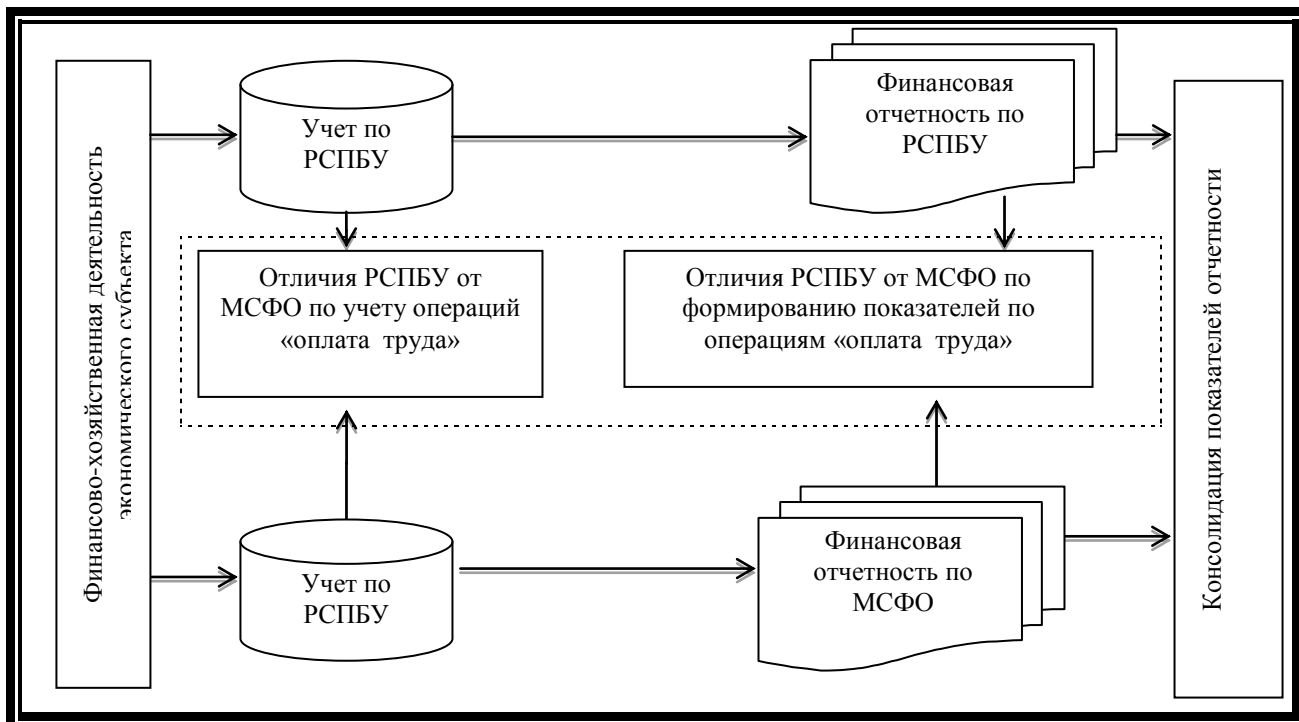 Финансово-хозяйственная деятельность
экономического субъекта
Учет по
РСПБУ
Финансовая
отчетность по
РСПБУ
Отличия РСПБУ от
МСФО по учету операций
«оплата труда»
Отличия РСПБУ от МСФО по
формированию показателей по
операциям «оплата труда»
Учет по
РСПБУ
Финансовая
отчетность по
МСФО
Консолидация показателей отчетности